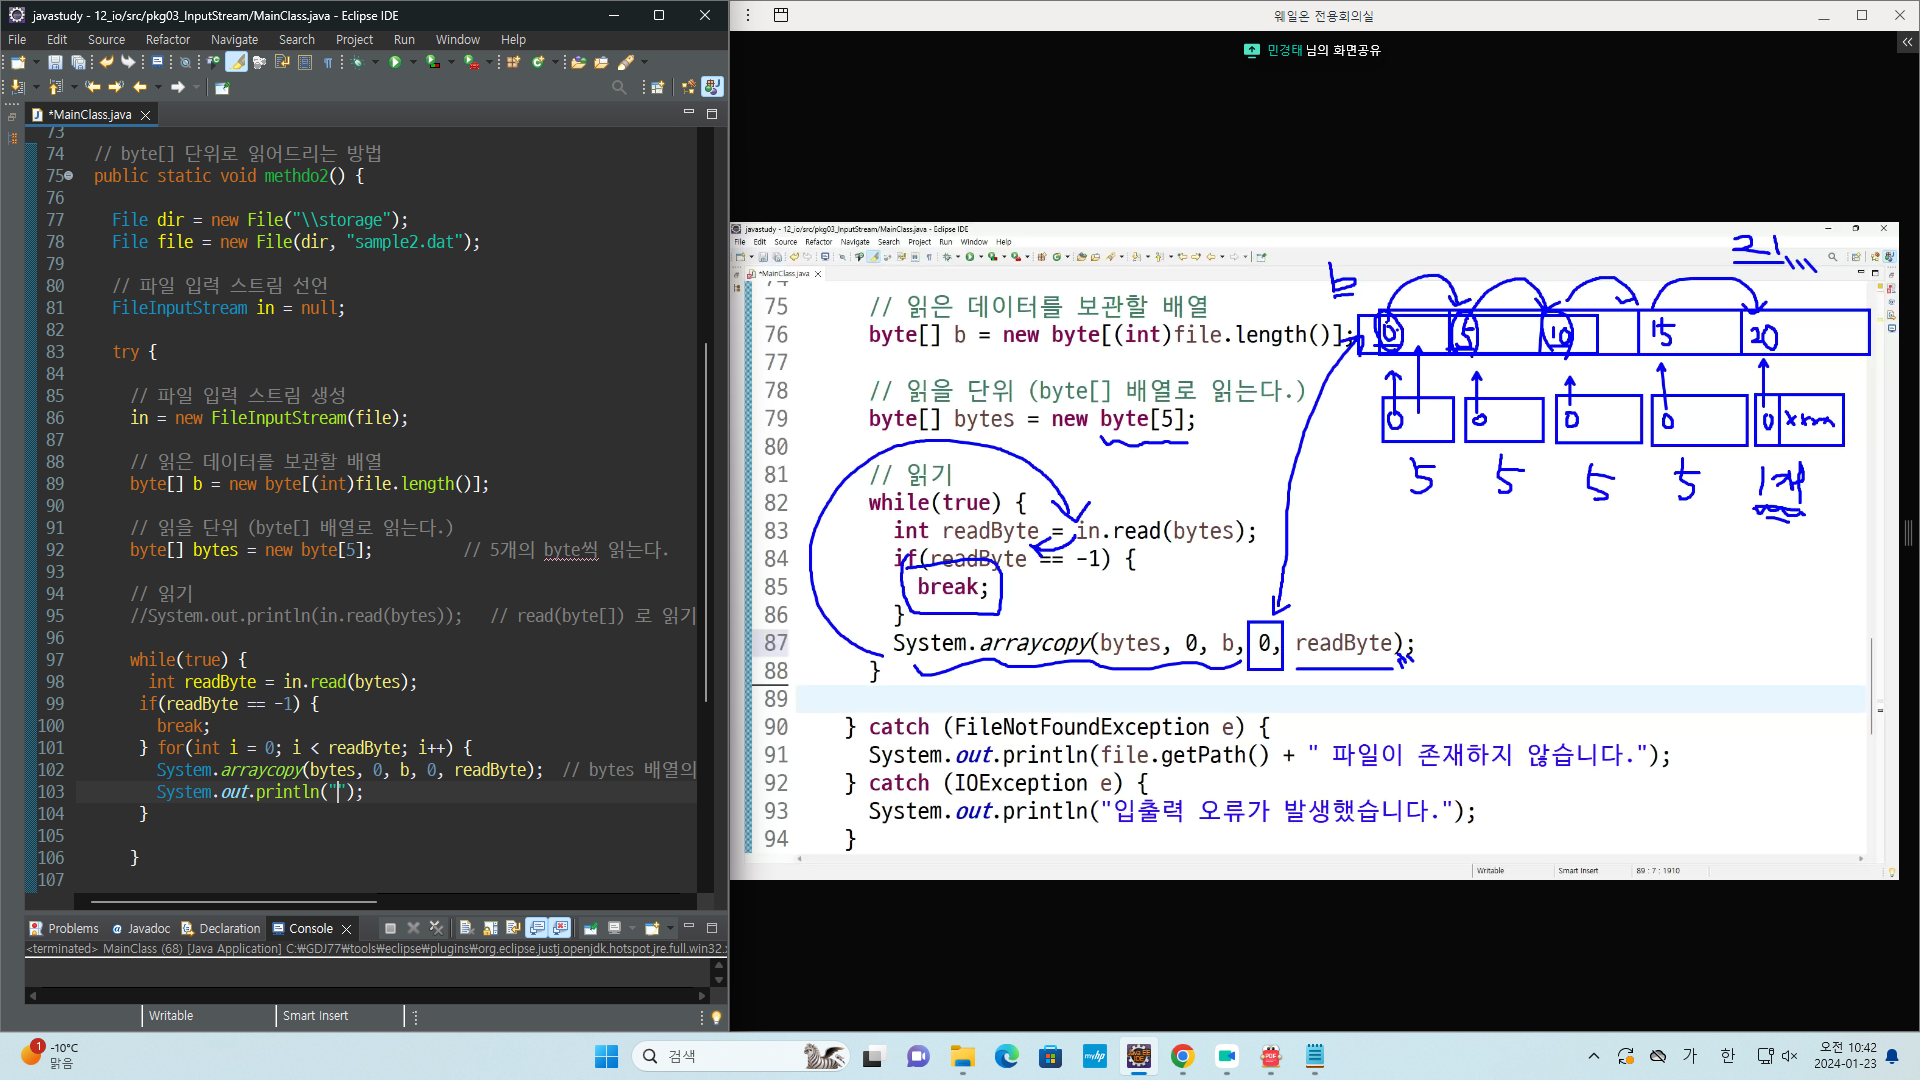 javastudy - 12_io/src/pkg03_InputStream/MainClass.java - Eclipse IDE
File Edit Source Refactor Navigate Search Project Run Window Help
*MainClass.java
73
74 // byte[] 단위로 읽어드리는 방법
75 public static void methdo2() {
76
77 File dir = new File("\\storage");
78 File file = new File(dir, "sample2.dat");
79
80 // 파일 입력 스트림 선언
81 FileInputStream in = null;
82
83 try {
84
85 // 파일 입력 스트림 생성
86 in = new FileInputStream(file);
87
88 // 읽은 데이터를 보관할 배열
89 byte[] b = new byte[(int)file.length()];
90
91 // 읽을 단위 (byte[] 배열로 읽는다.)
92 byte[] bytes = new byte[5]; // 5개의 byte씩 읽는다.
93
94 // 읽기
95 //System.out.println(in.read(bytes)); // read(byte[]) 로 읽기
96
97 while(true) {
98 int readByte = in.read(bytes);
99 if(readByte == -1) {
100 break;
101 } for(int i = 0; i < readByte; i++) {
102 System.arraycopy(bytes, 0, b, 0, readByte); // bytes 배열의
103 System.out.println("");
104 }
105
106 }
107
Problems Javadoc Declaration Console
<terminated> MainClass (68) [Java Application] C:₩GDJ77₩tools₩eclipse₩plugins₩org.eclipse.justj.openjdk.hotspot.jre.full.win32.x
Writable Smart Insert
웨일온 전용회의실
민경태 님의 화면공유
javastudy - 12_io/src/pkg03_InputStream/MainClass.java - Eclipse IDE
File Edit Source Refactor Navigate Search Project Run Window Help
*MainClass.java
21
b
0 5 10 15 20
0 0 0 0 0
5 5 5 5 1개
74
75 // 읽은 데이터를 보관할 배열
76 byte[] b = new byte[(int)file.length()];
77
78 // 읽을 단위 (byte[] 배열로 읽는다.)
79 byte[] bytes = new byte[5];
80
81 // 읽기
82 while(true) {
83 int readByte = in.read(bytes);
84 if(readByte == -1) {
85 break;
86 }
87 System.arraycopy(bytes, 0, b, 0, readByte);
88 }
89
90 } catch (FileNotFoundException e) {
91 System.out.println(file.getPath() + " 파일이 존재하지 않습니다.");
92 } catch (IOException e) {
93 System.out.println("입출력 오류가 발생했습니다.");
94 }
Writable Smart Insert 89 : 7 : 1910
1
-10°C
맑음
검색
myhp
가 한
오전 10:42
2024-01-23